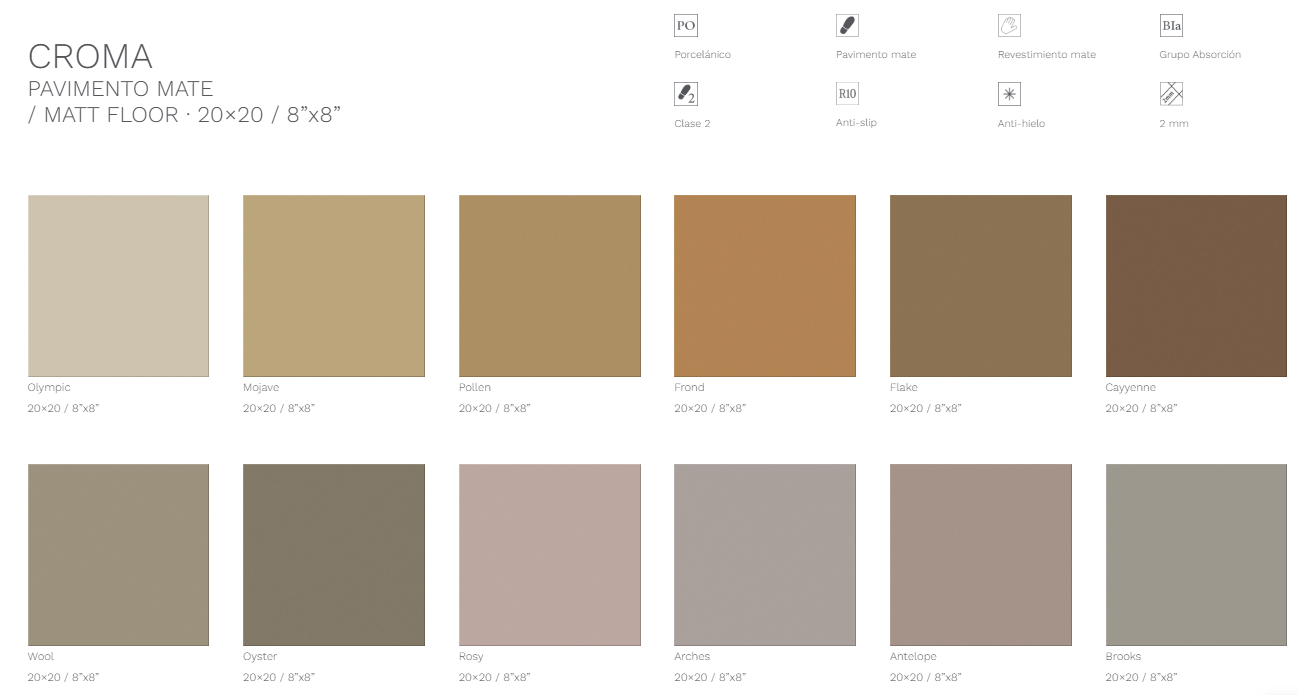 CROMA
PAVIMENTO MATE
/ MATT FLOOR · 20×20 / 8”x8”
PO
BIa
Porcelánico
Pavimento mate
Revestimiento mate
Grupo Absorción
2
R10
2mm
Clase 2
Anti-slip
Anti-hielo
2 mm
Olympic
Mojave
Pollen
Frond
Flake
Cayyenne
20×20 / 8”x8”
20×20 / 8”x8”
20×20 / 8”x8”
20×20 / 8”x8”
20×20 / 8”x8”
20×20 / 8”x8”
Wool
Oyster
Rosy
Arches
Antelope
Brooks
20×20 / 8”x8”
20×20 / 8”x8”
20×20 / 8”x8”
20×20 / 8”x8”
20×20 / 8”x8”
20×20 / 8”x8”